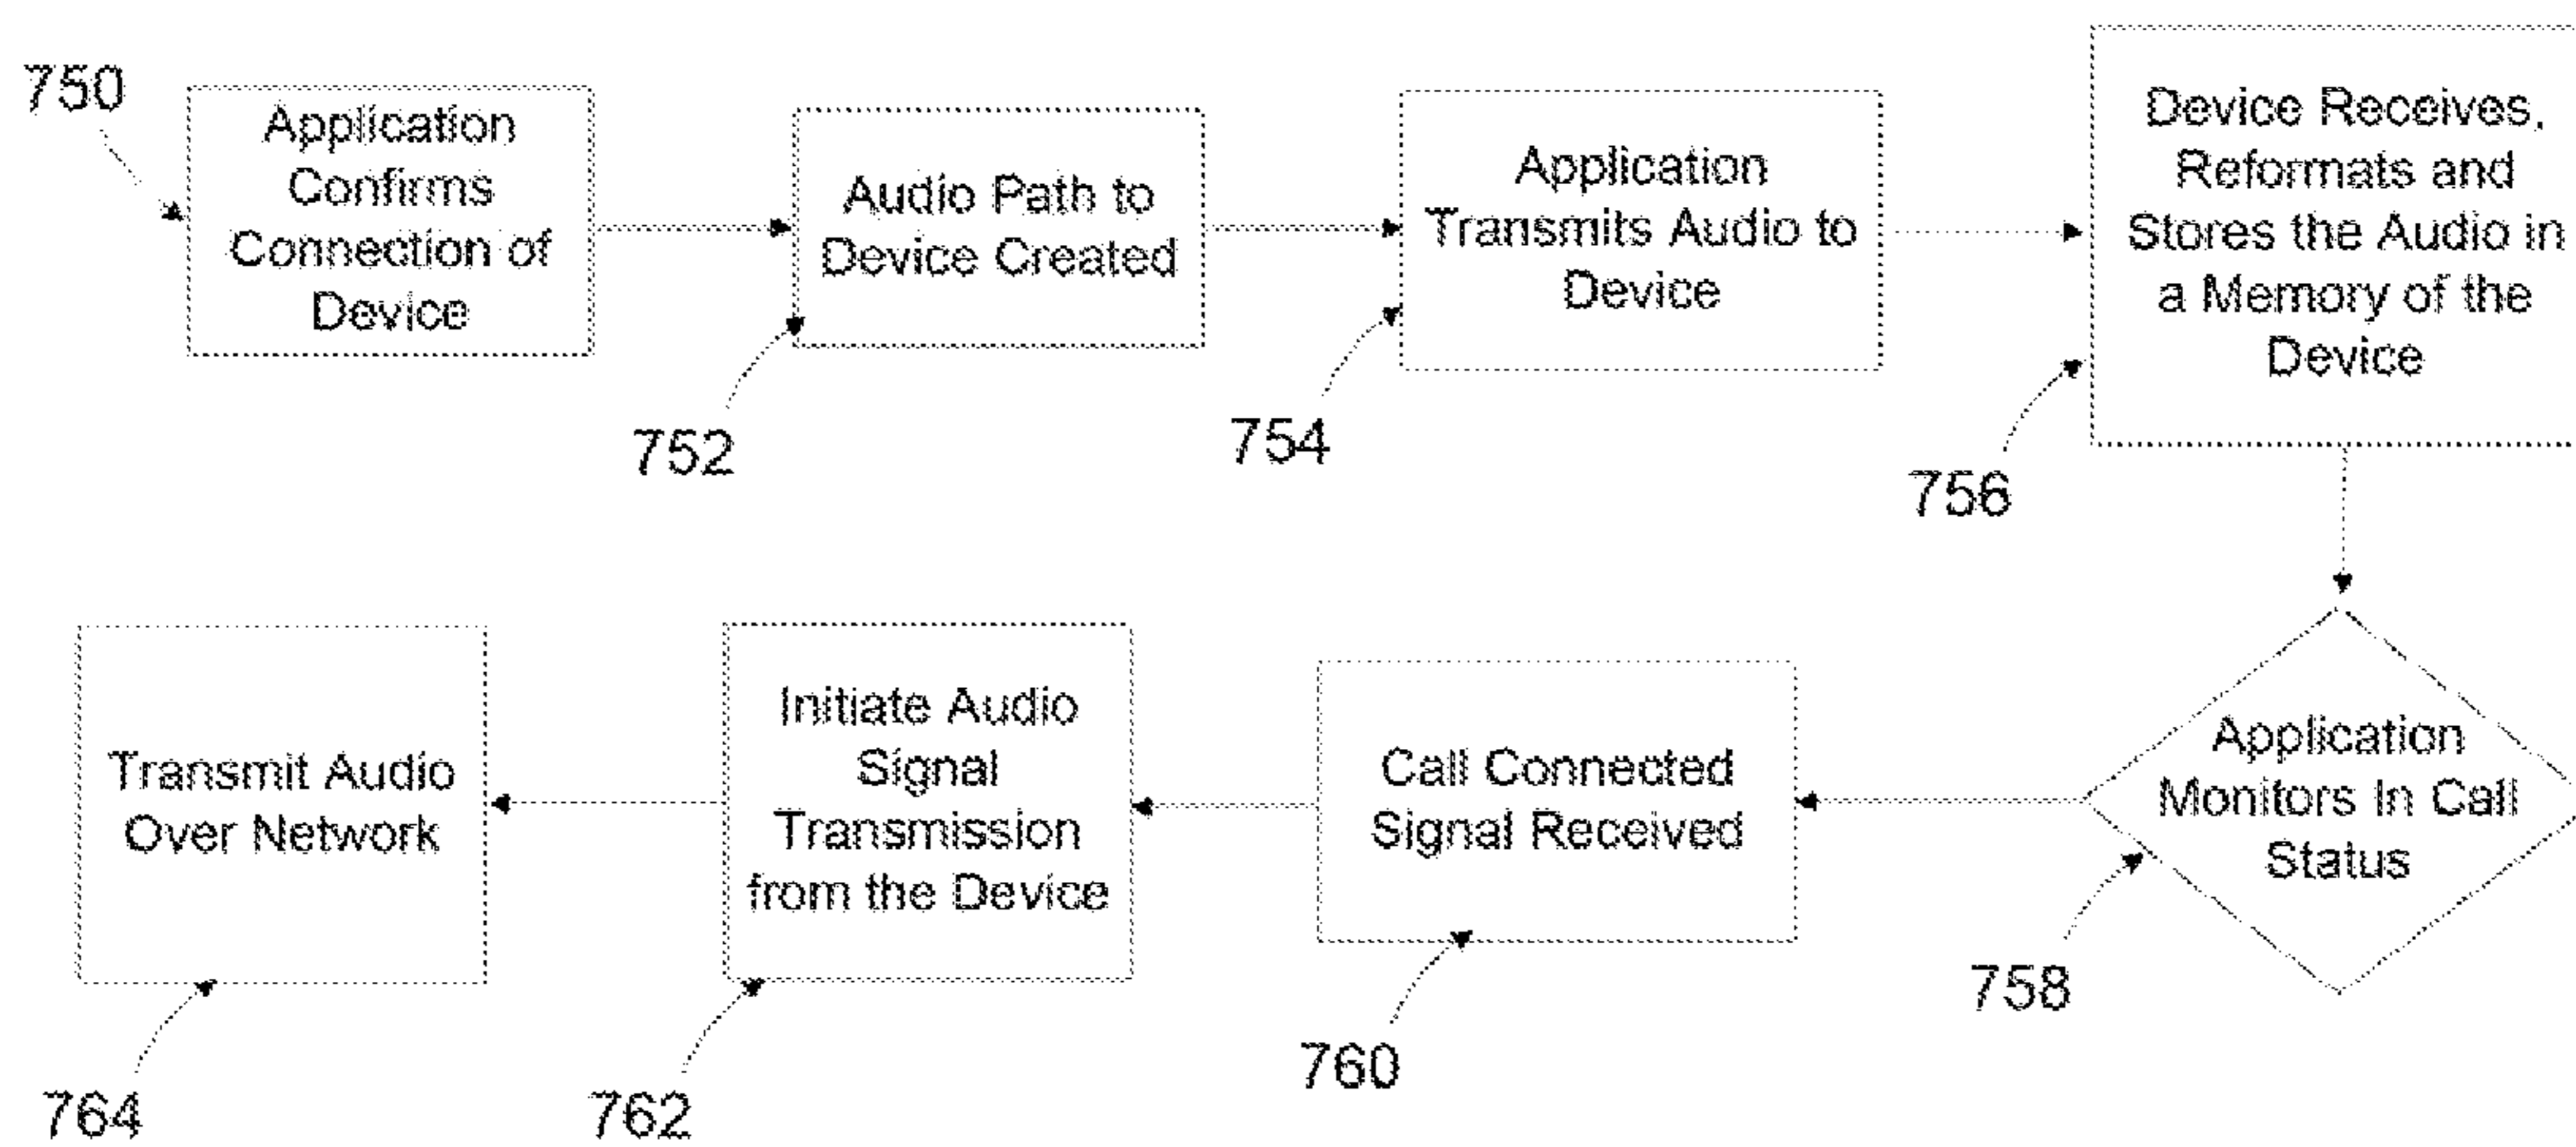 750
Application
Confirms
Connection of
Device
Audio Path to
Device Created
752
Application
Transmits Audio to
Device
754
Device Receives,
Reformats and
Stores the Audio in
a Memory of the
Device
756
Application
Monitors In Call
Status
758
Call Connected
Signal Received
760
Initiate Audio
Signal
Transmission
from the Device
762
Transmit Audio
Over Network
764